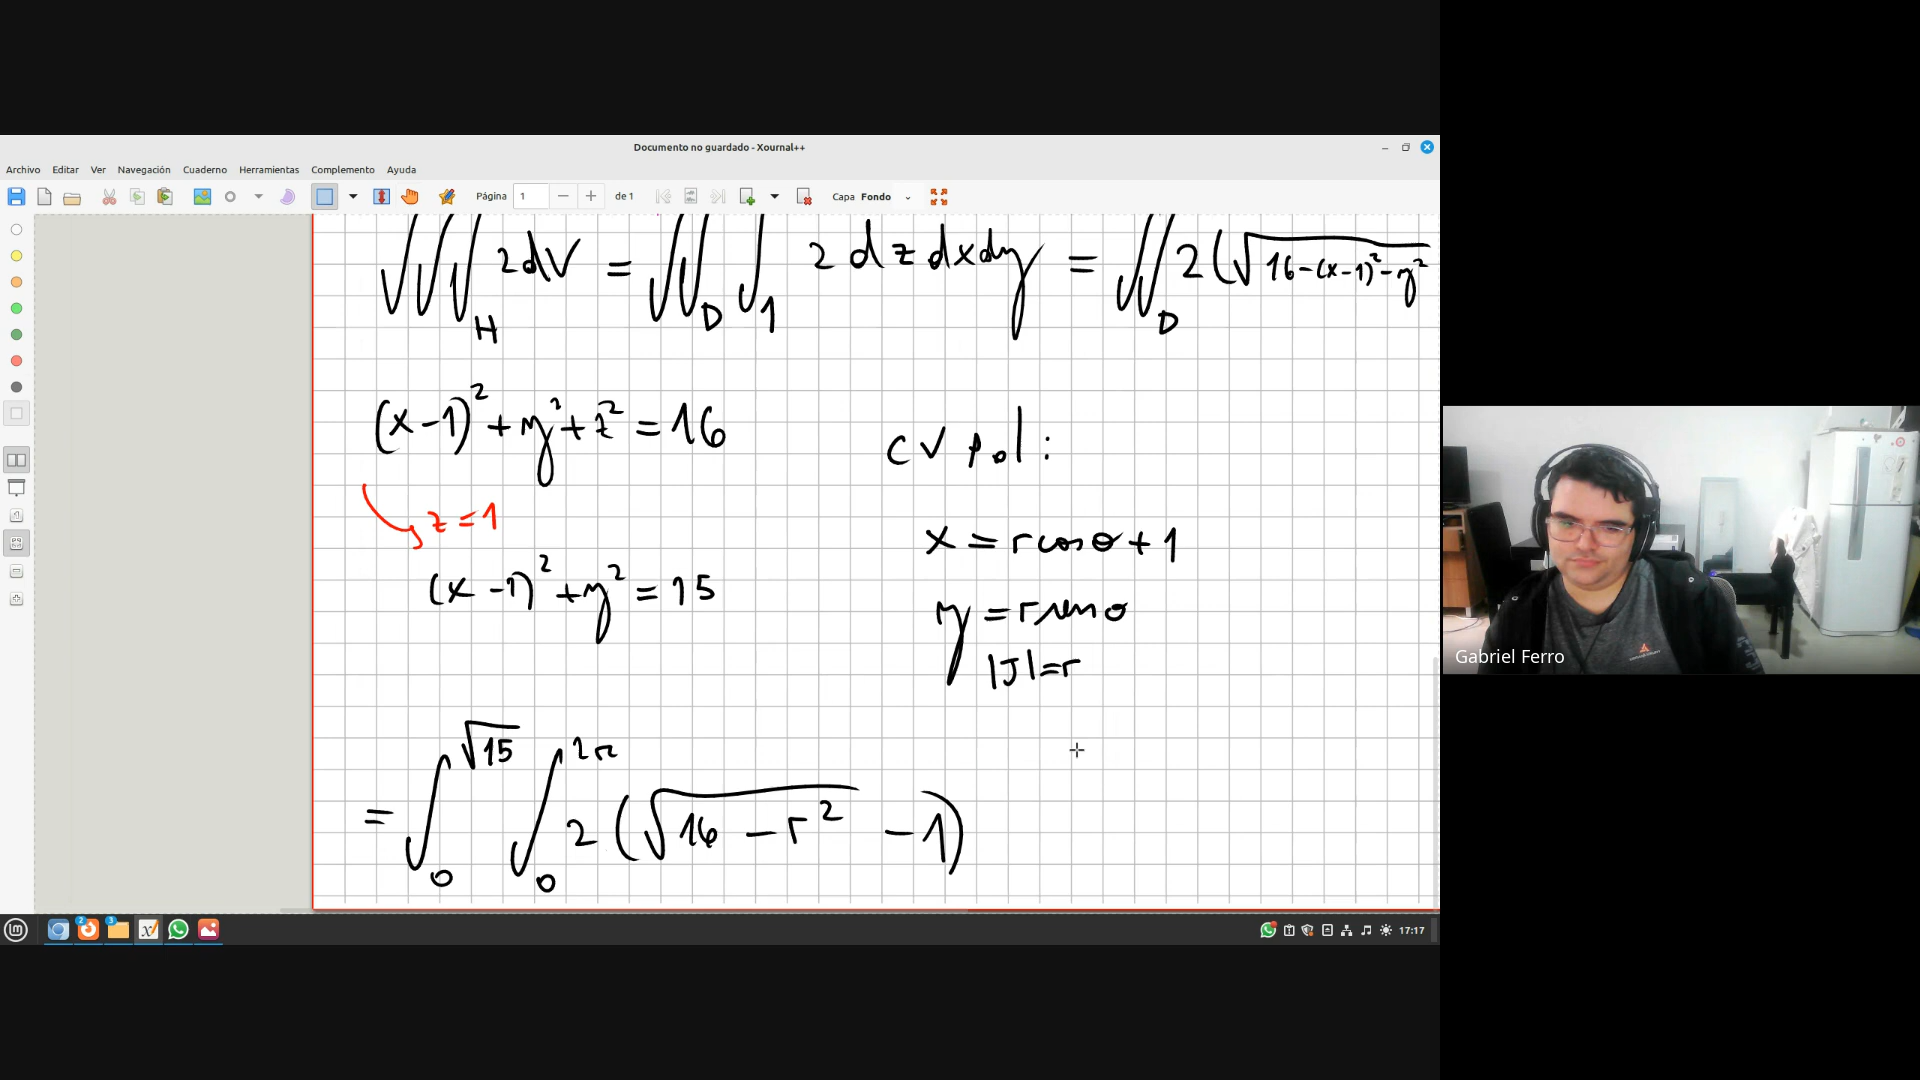 Documento no guardado - Xournal++
Archivo Editar Ver Navegación Cuaderno Herramientas Complemento Ayuda
Página 1 de 1 Capa Fondo
∭_H 2dV = ∬_D ∫_1 2 dz dxdy = ∬_D 2(√16-(x-1)²-y²
(x-1)² + y² + z² = 16
cv pol:
z = 1
x = r cos θ + 1
(x-1)² + y² = 15
y = r sen θ
|J| = r
= ∫_0^√15 ∫_0^2π 2(√16 - r² - 1)
Gabriel Ferro
2 3
17:17